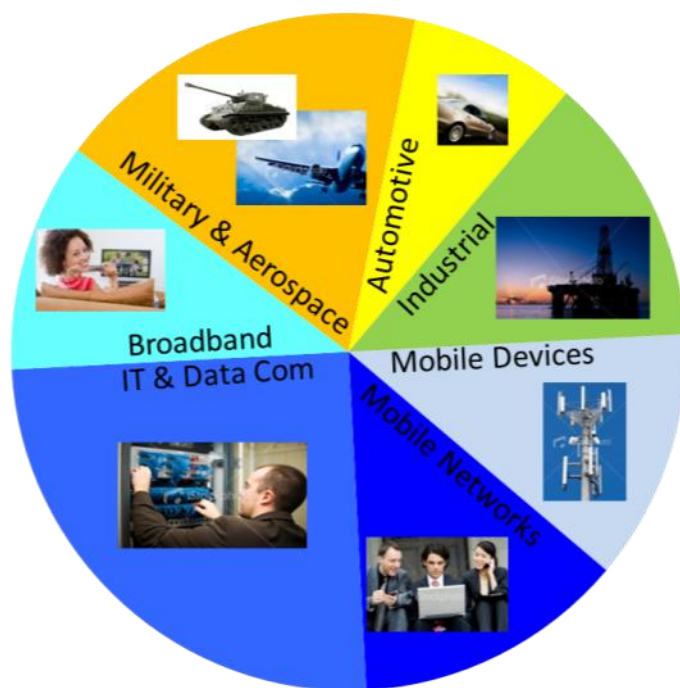 Military & Aerospace
Automotive
Industrial
Broadband
IT & Data Com
Mobile Devices
Mobile Networks